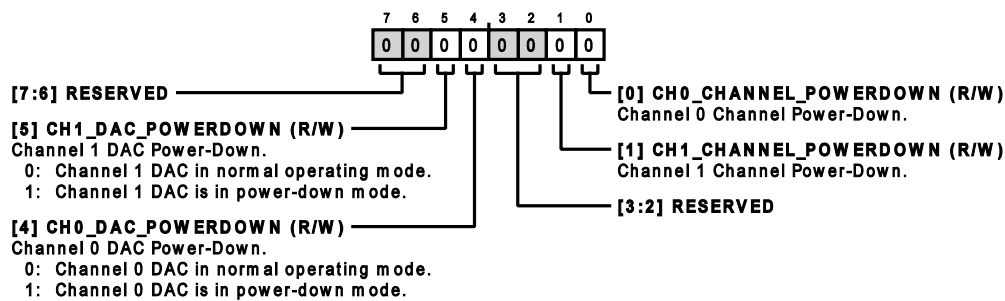 7 6 5 4 3 2 1 0
0 0 0 0 0 0 0 0
[7:6] RESERVED
[5] CH1_DAC_POWERDOWN (R/W)
Channel 1 DAC Power-Down.
0: Channel 1 DAC in normal operating mode.
1: Channel 1 DAC is in power-down mode.
[4] CH0_DAC_POWERDOWN (R/W)
Channel 0 DAC Power-Down.
0: Channel 0 DAC in normal operating mode.
1: Channel 0 DAC is in power-down mode.
[0] CH0_CHANNEL_POWERDOWN (R/W)
Channel 0 Channel Power-Down.
[1] CH1_CHANNEL_POWERDOWN (R/W)
Channel 1 Channel Power-Down.
[3:2] RESERVED